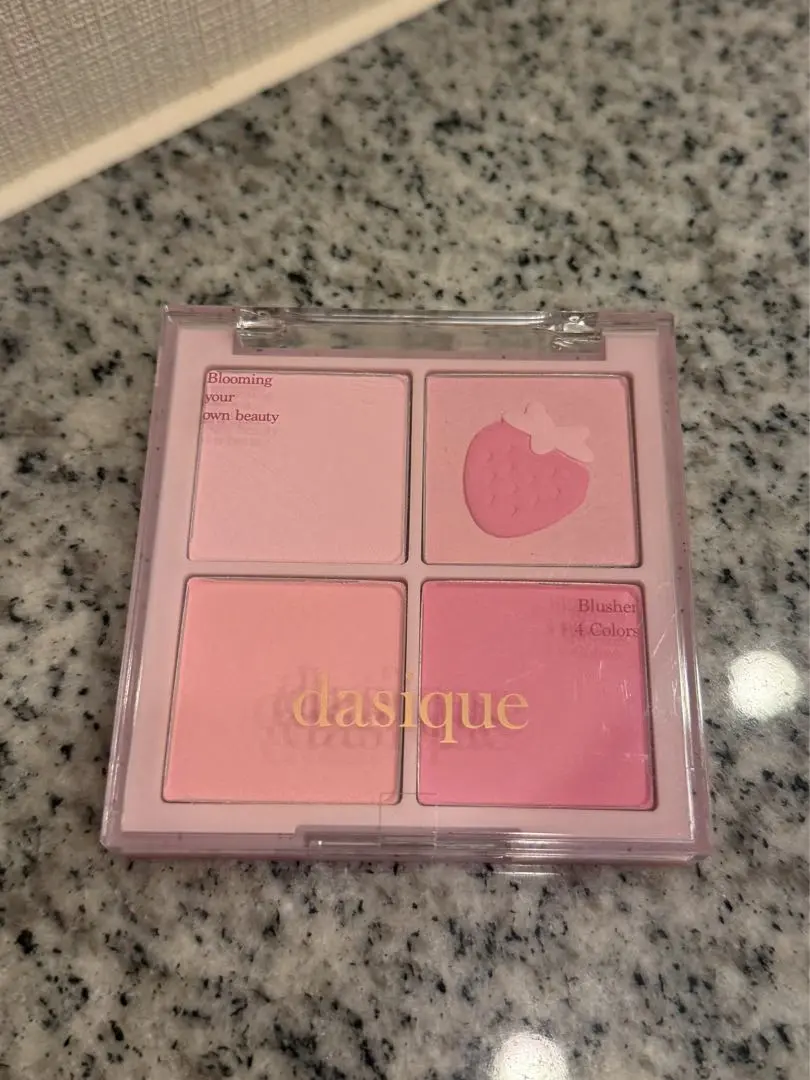 Blooming
your
own beauty
Blusher
4 Colors
dasique